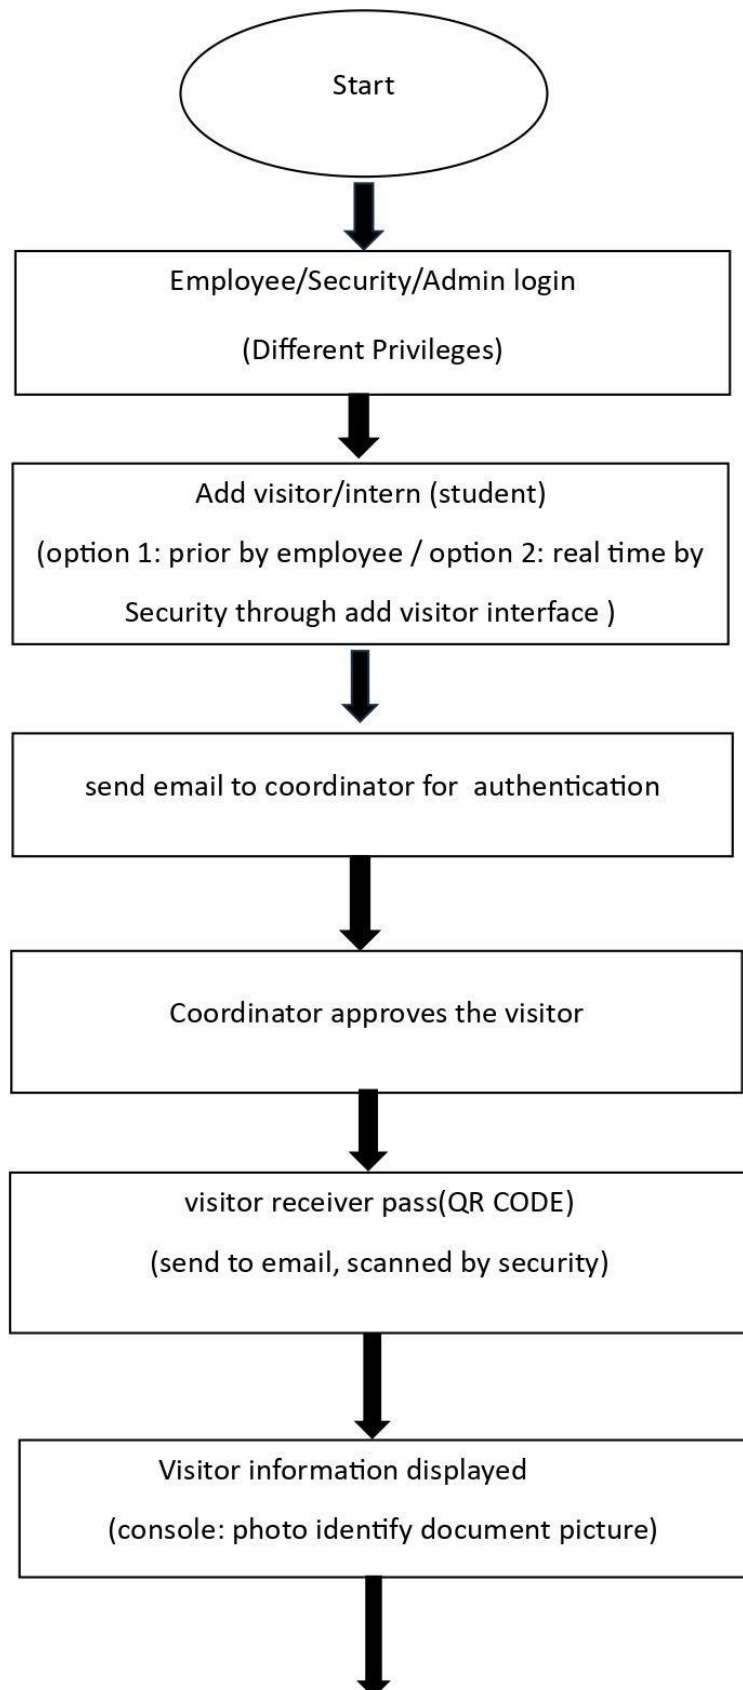 Start
Employee/Security/Admin login
(Different Privileges)
Add visitor/intern (student)
(option 1: prior by employee / option 2: real time by
Security through add visitor interface )
send email to coordinator for  authentication
Coordinator approves the visitor
visitor receiver pass(QR CODE)
(send to email, scanned by security)
Visitor information displayed
(console: photo identify document picture)